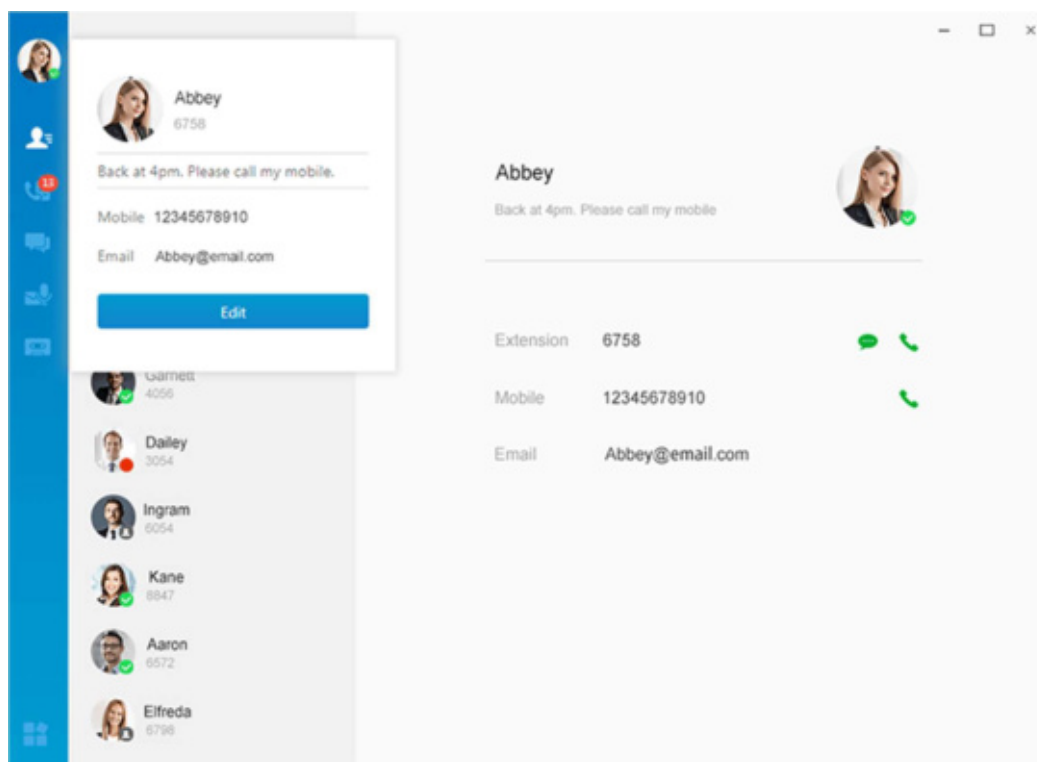 Abbey
6758
Back at 4pm. Please call my mobile.
Mobile 12345678910
Email Abbey@email.com
Edit
13
Garnett
4056
Dailey
3054
Ingram
6054
Kane
8847
Aaron
6572
Elfreda
6798
Abbey
Back at 4pm. Please call my mobile
Extension 6758
Mobile 12345678910
Email Abbey@email.com